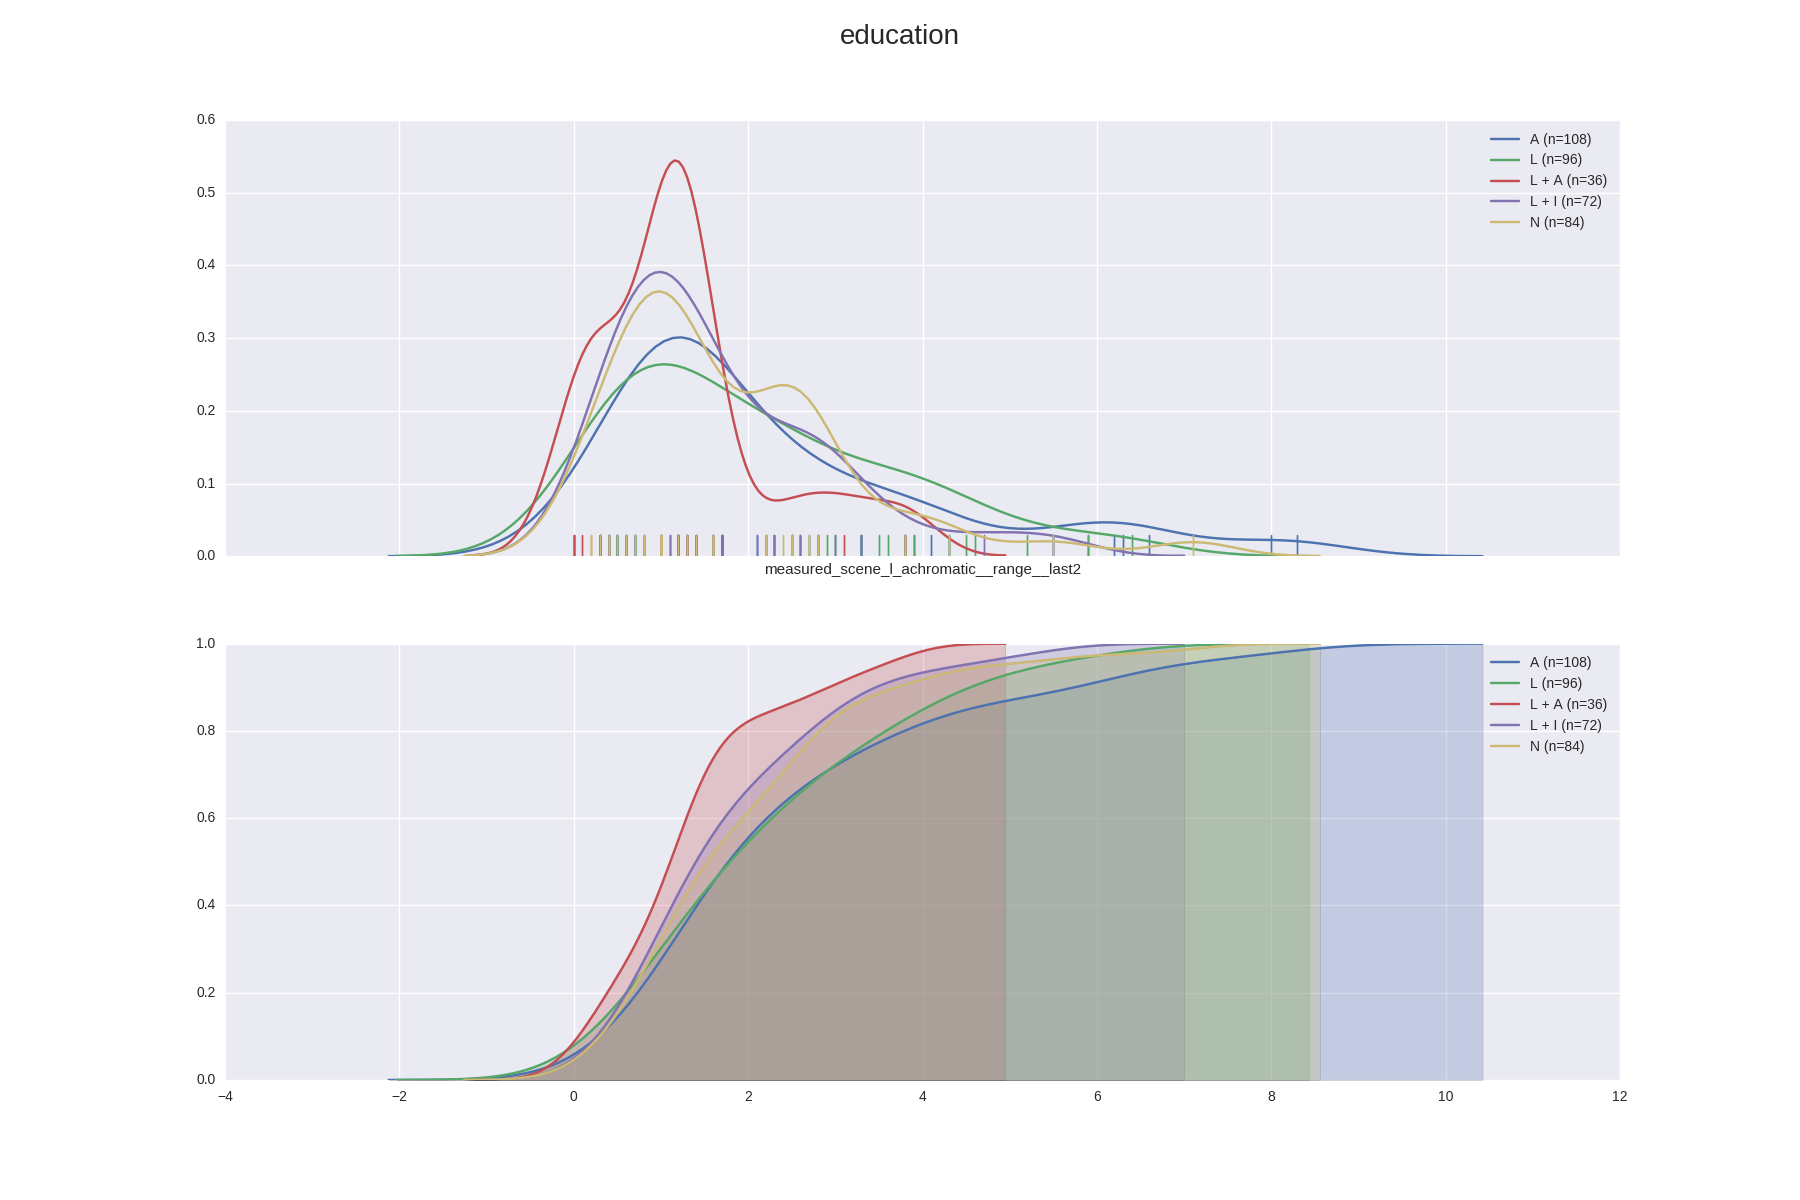 education
0.6
0.5
0.4
0.3
0.2
0.1
0.0
A (n=108)
L (n=96)
L + A (n=36)
L + I (n=72)
N (n=84)
measured_scene_l_achromatic__range__last2
1.0
0.8
0.6
0.4
0.2
0.0
A (n=108)
L (n=96)
L + A (n=36)
L + I (n=72)
N (n=84)
−4 −2 0 2 4 6 8 10 12